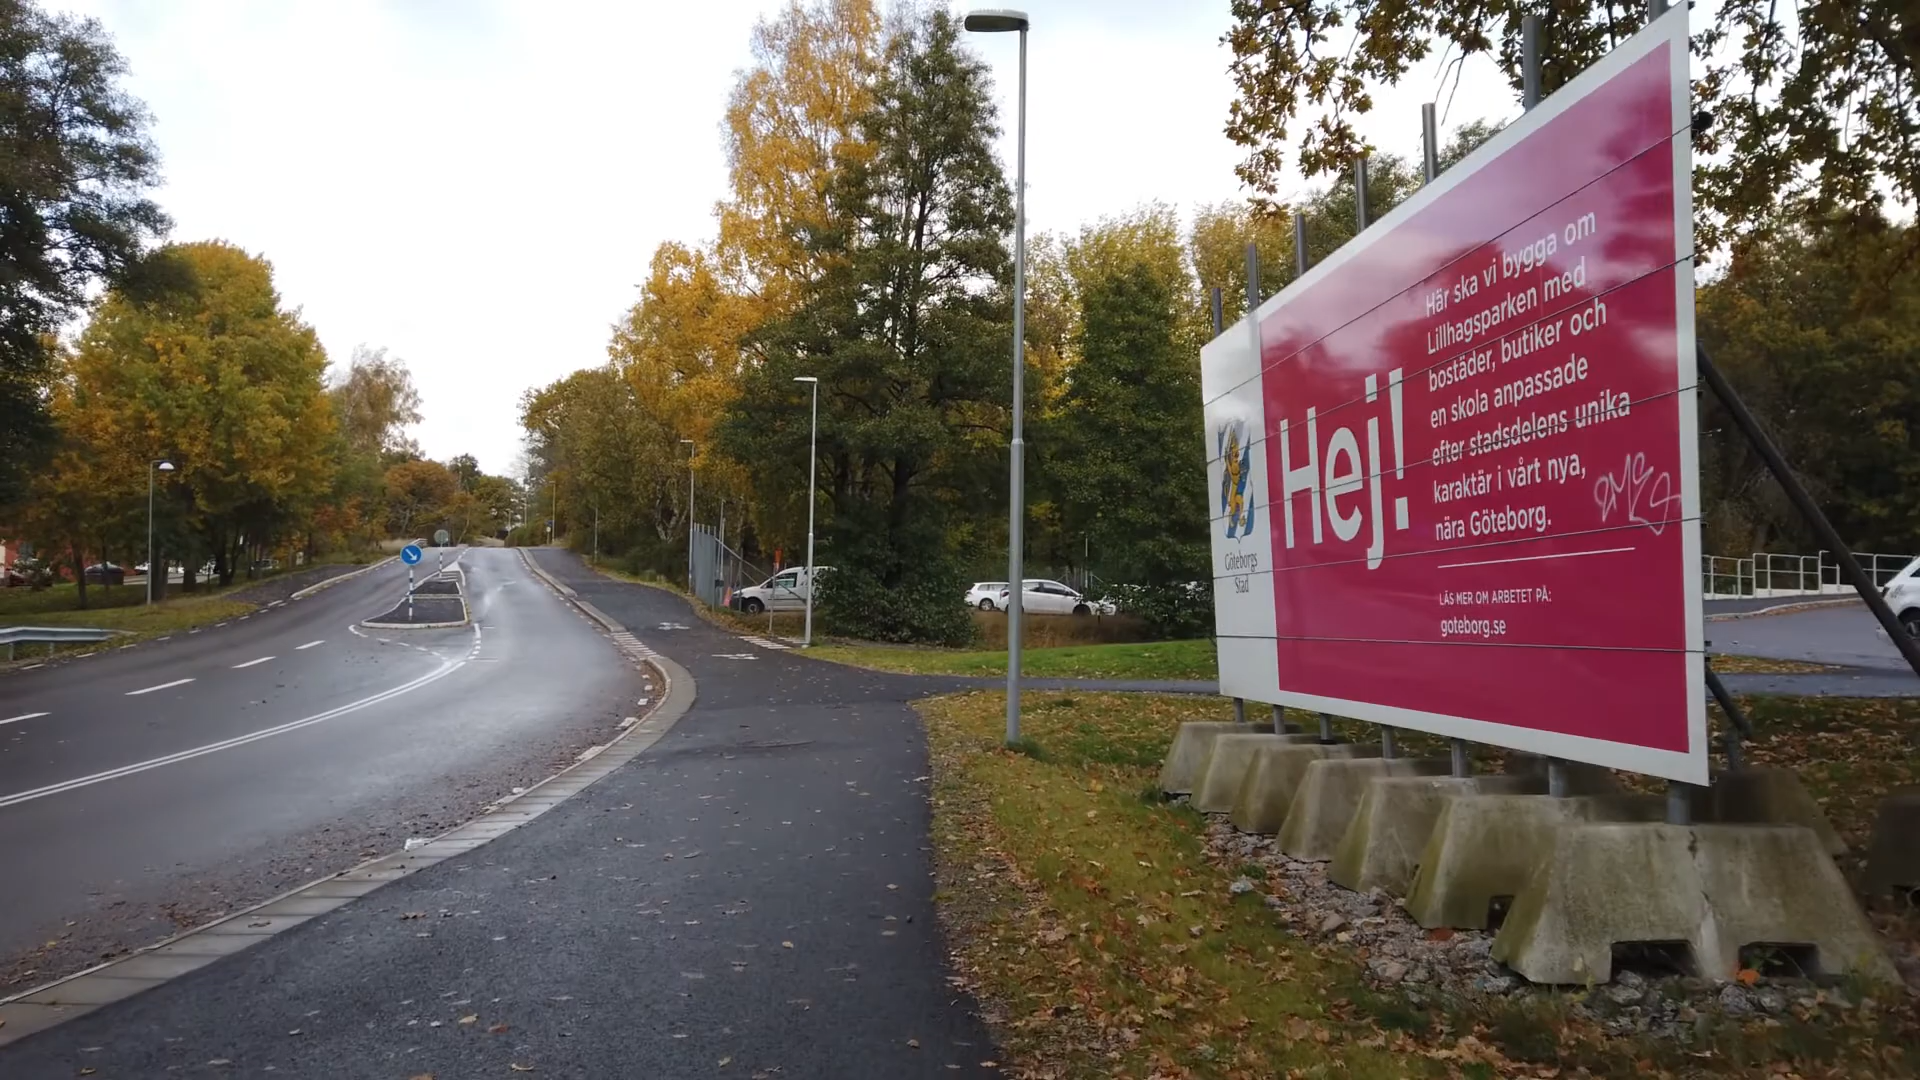 Göteborgs
Stad
Hej!
Här ska vi bygga om
Lillhagsparken med
bostäder, butiker och
en skola anpassade
efter stadsdelens unika
karaktär i vårt nya,
nära Göteborg.
LÄS MER OM ARBETET PÅ:
goteborg.se